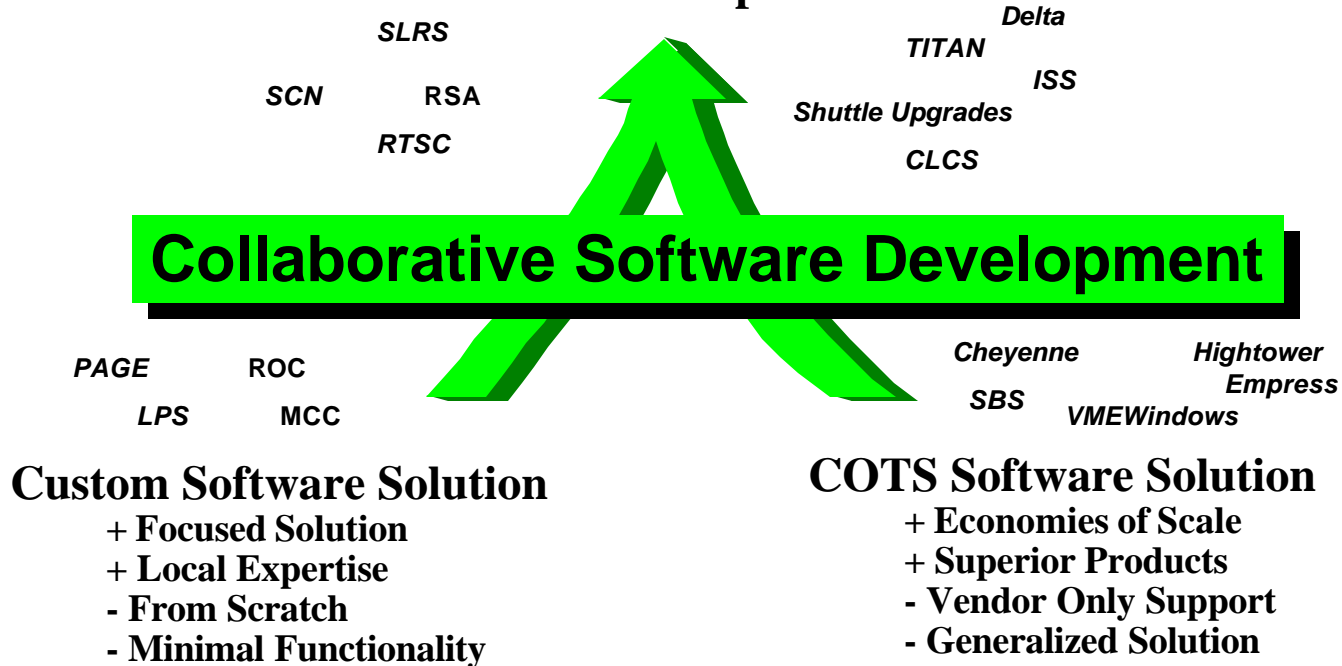 SLRS
SCN RSA
RTSC
Delta
TITAN
ISS
Shuttle Upgrades
CLCS
Collaborative Software Development
PAGE ROC
LPS MCC
Cheyenne Hightower
Empress
SBS
VMEWindows
Custom Software Solution
+ Focused Solution
+ Local Expertise
- From Scratch
- Minimal Functionality
COTS Software Solution
+ Economies of Scale
+ Superior Products
- Vendor Only Support
- Generalized Solution